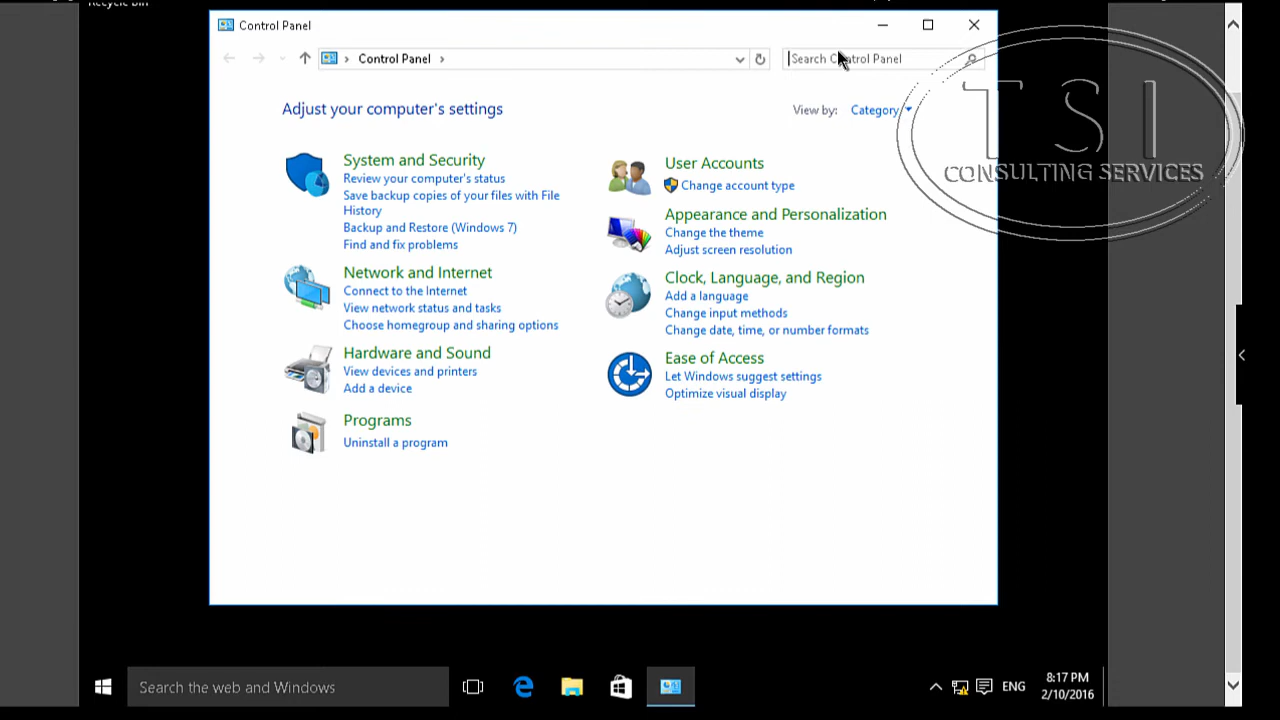 Recycle Bin
Control Panel
Control Panel
Search Control Panel
Adjust your computer's settings
View by: Category
System and Security
Review your computer's status
Save backup copies of your files with File
History
Backup and Restore (Windows 7)
Find and fix problems
Network and Internet
Connect to the Internet
View network status and tasks
Choose homegroup and sharing options
Hardware and Sound
View devices and printers
Add a device
Programs
Uninstall a program
User Accounts
Change account type
Appearance and Personalization
Change the theme
Adjust screen resolution
Clock, Language, and Region
Add a language
Change input methods
Change date, time, or number formats
Ease of Access
Let Windows suggest settings
Optimize visual display
TSI
CONSULTING SERVICES
Search the web and Windows
ENG
8:17 PM
2/10/2016